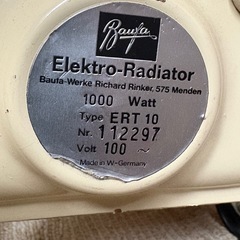 Baufa
Elektro-Radiator
Baufa-Werke Richard Rinker, 575 Menden
1000 Watt
Type ERT 10
Nr. 112297
Volt 100 ~
Made in W-Germany